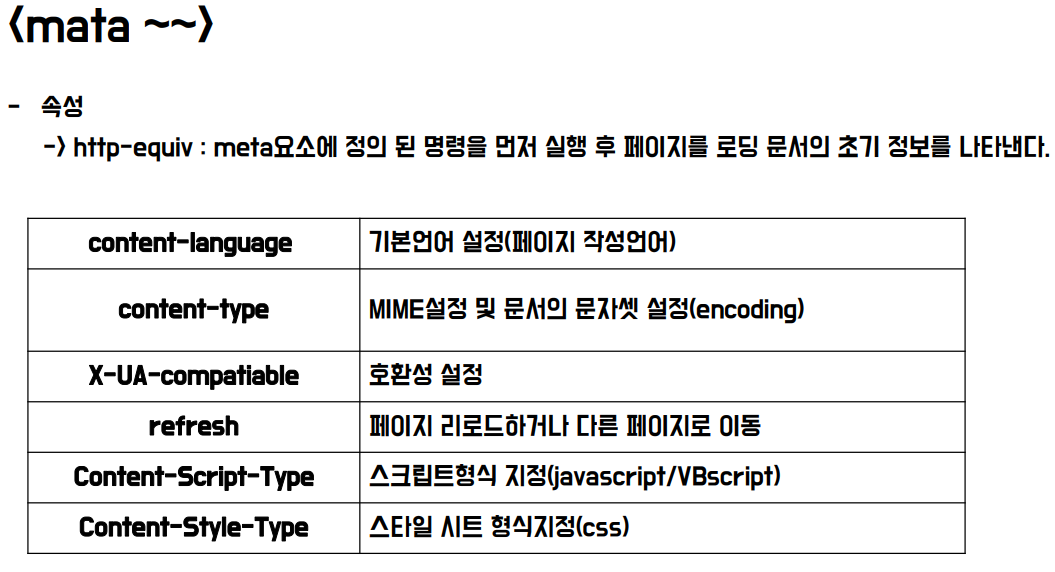 <mata ~~>
- 속성
-> http-equiv : meta요소에 정의 된 명령을 먼저 실행 후 페이지를 로딩 문서의 초기 정보를 나타낸다.
content-language 기본언어 설정(페이지 작성언어)
content-type MIME설정 및 문서의 문자셋 설정(encoding)
X-UA-compatiable 호환성 설정
refresh 페이지 리로드하거나 다른 페이지로 이동
Content-Script-Type 스크립트형식 지정(javascript/VBscript)
Content-Style-Type 스타일 시트 형식지정(css)